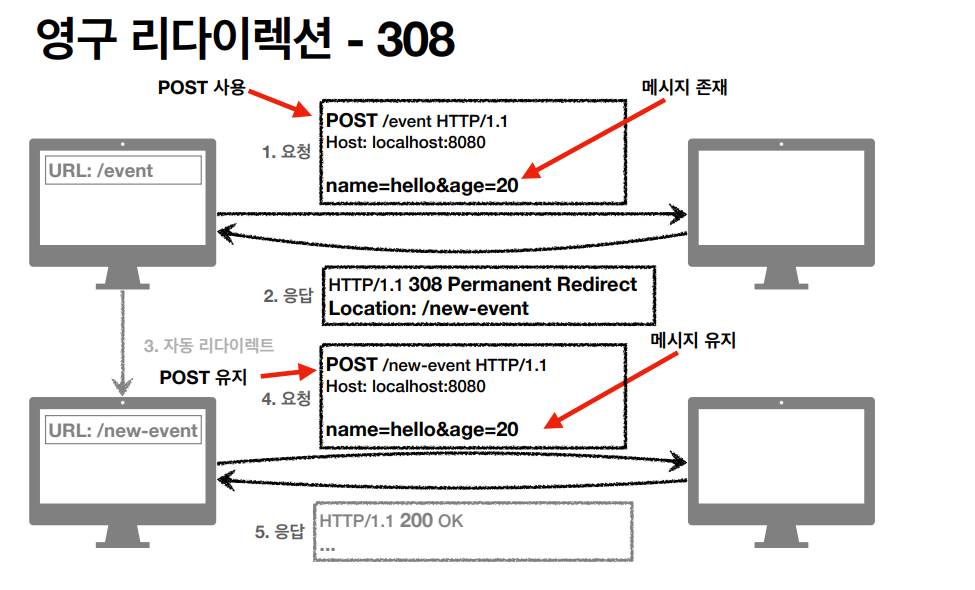 영구 리다이렉션 - 308
POST 사용
메시지 존재
POST /event HTTP/1.1
Host: localhost:8080
name=hello&age=20
1. 요청
URL: /event
2. 응답
HTTP/1.1 308 Permanent Redirect
Location: /new-event
3. 자동 리다이렉트
메시지 유지
POST 유지
POST /new-event HTTP/1.1
Host: localhost:8080
name=hello&age=20
4. 요청
URL: /new-event
5. 응답
HTTP/1.1 200 OK
...